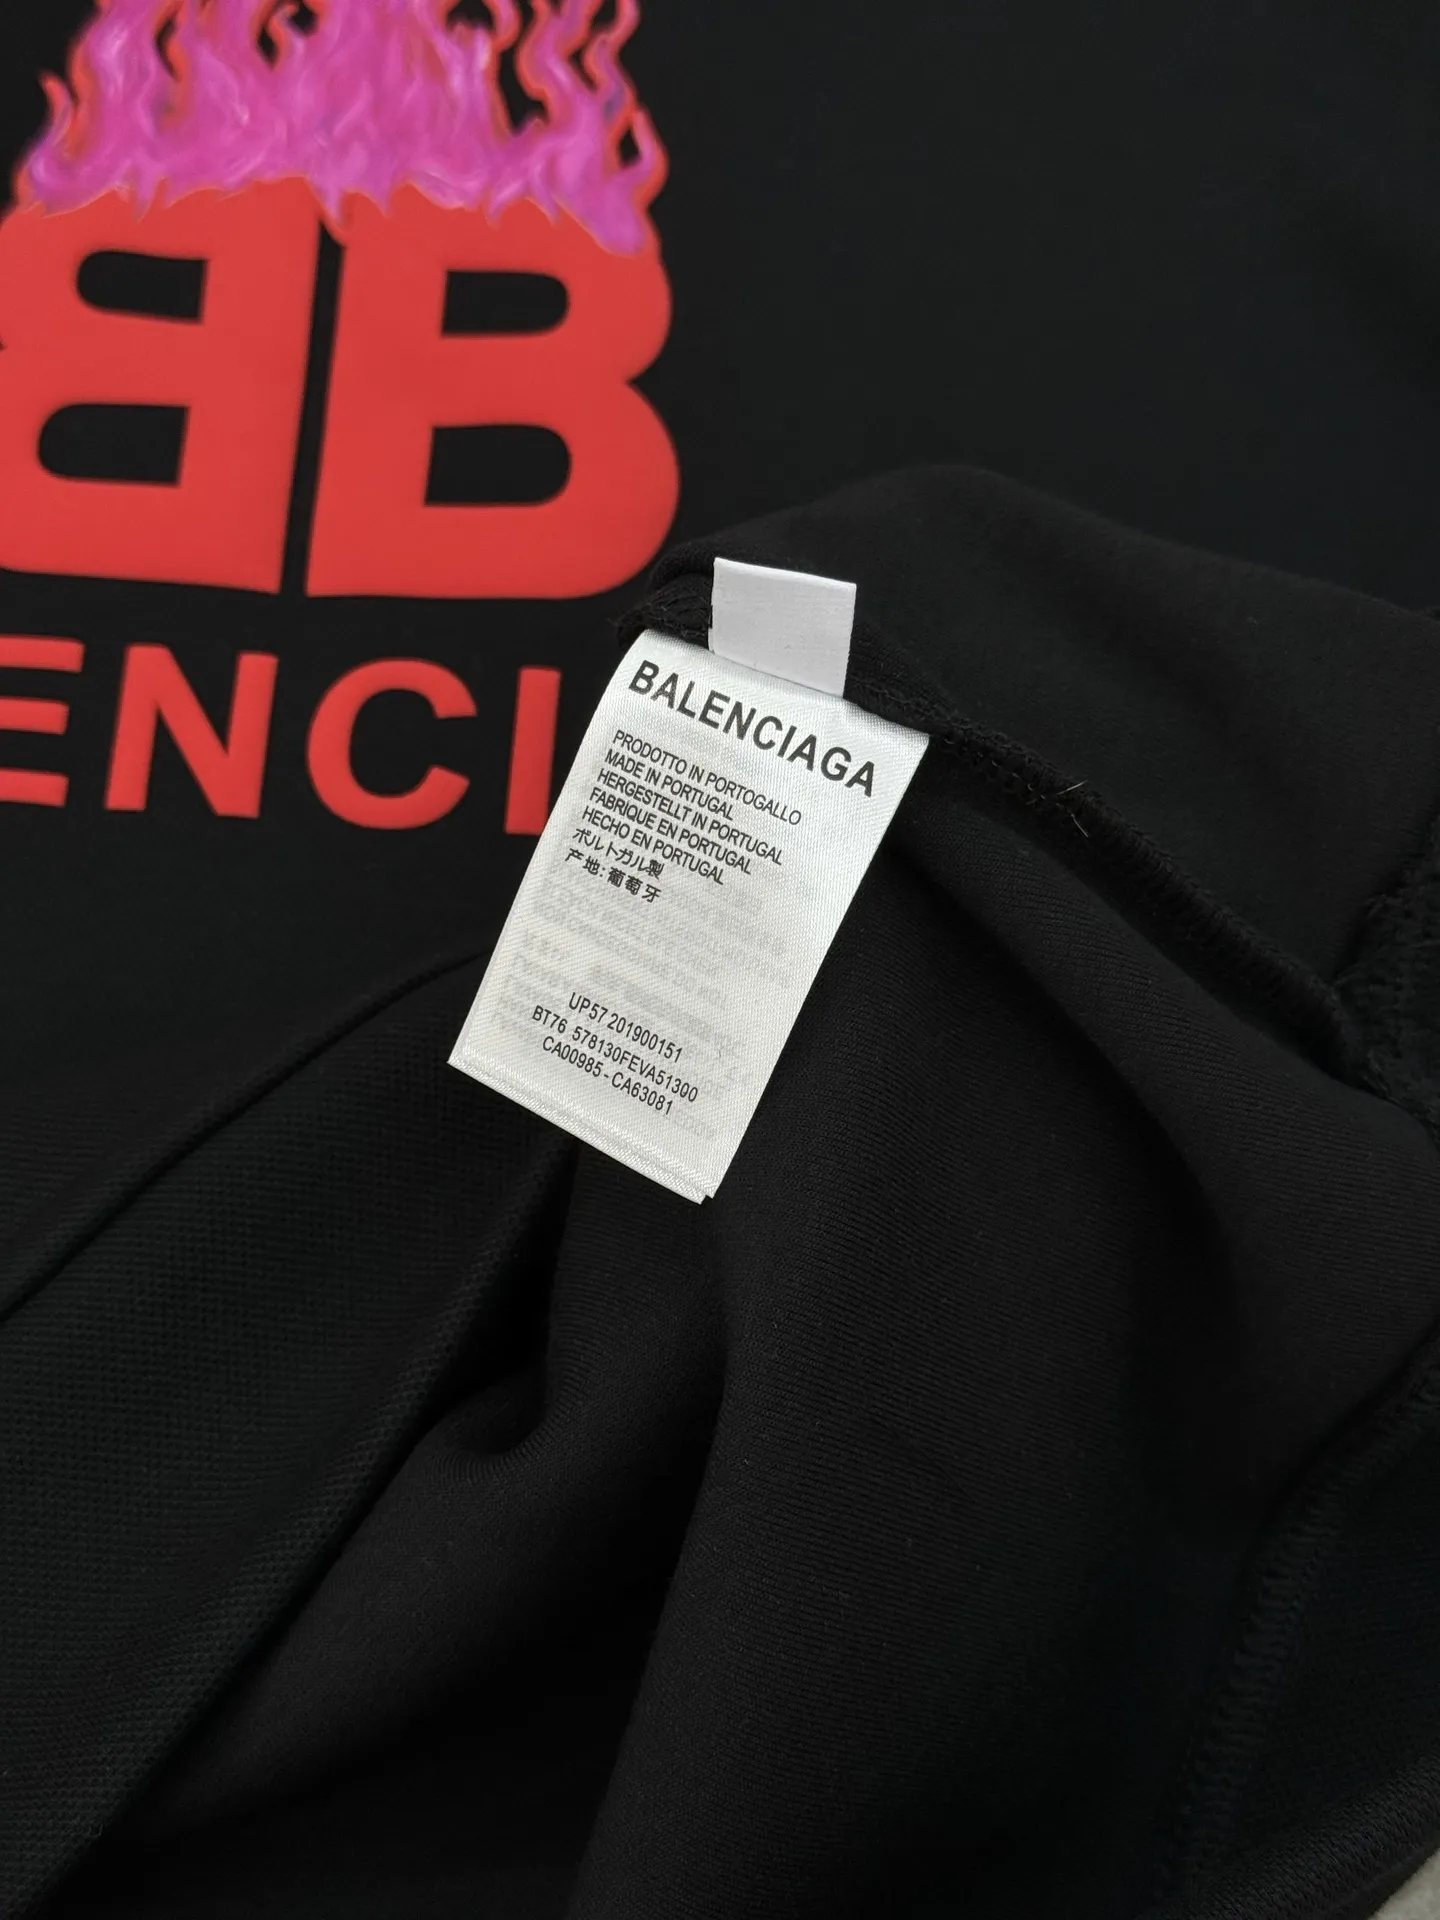 BB
ENCI
BALENCIAGA
PRODOTTO IN PORTOGALLO
MADE IN PORTUGAL
HERGESTELLT IN PORTUGAL
FABRIQUE EN PORTUGAL
HECHO EN PORTUGAL
ポルトガル製
产地:葡萄牙
UP57 201900151
BT76 578130FEVA51300
CA00985-CA63081